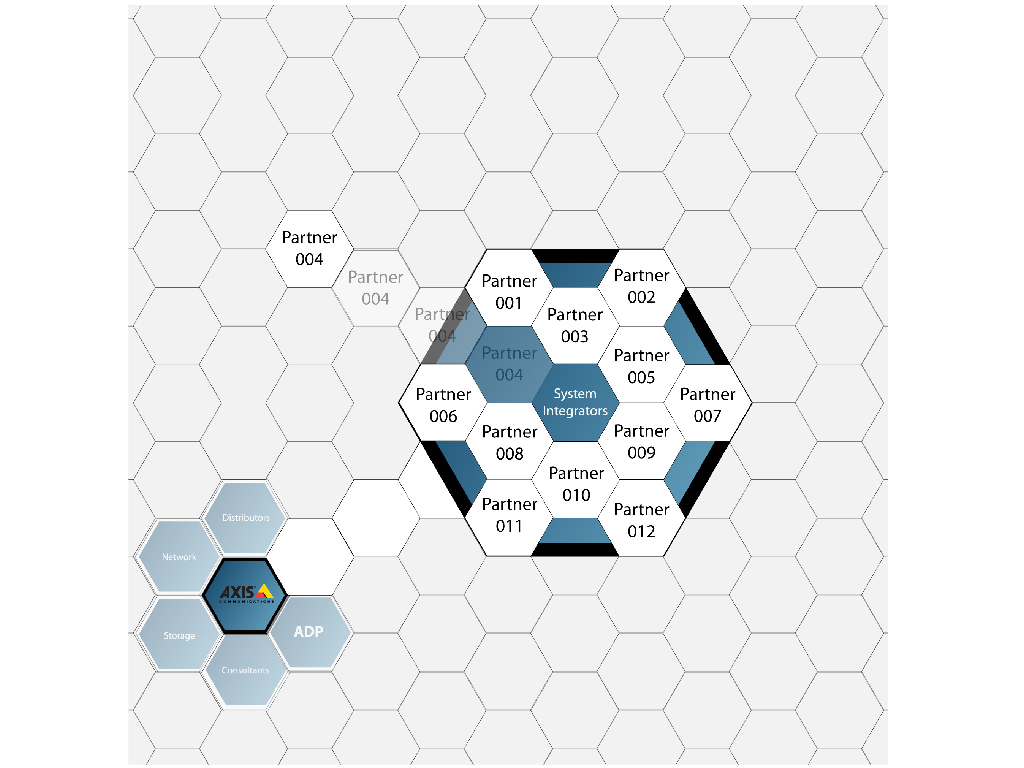 Partner
004
Partner
004
Partner
004
Partner
001
Partner
002
Partner
003
Partner
004
Partner
005
System
Integrators
Partner
006
Partner
007
Partner
008
Partner
009
Partner
010
Partner
011
Partner
012
Distributors
Network
AXIS
COMMUNICATIONS
Storage
ADP
Consultants